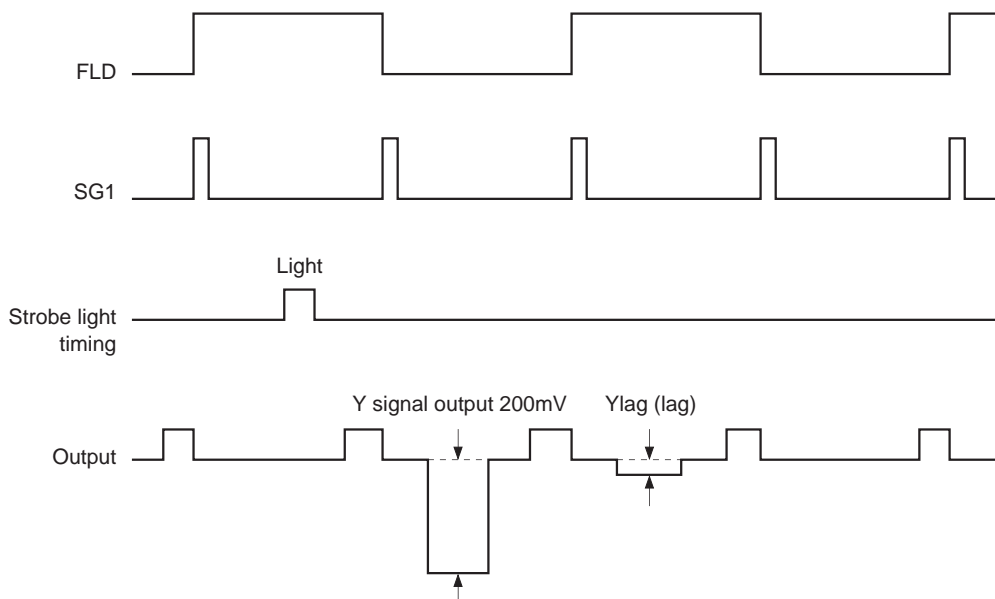 FLD
SG1
Light
Strobe light
timing
Y signal output 200mV
Ylag (lag)
Output